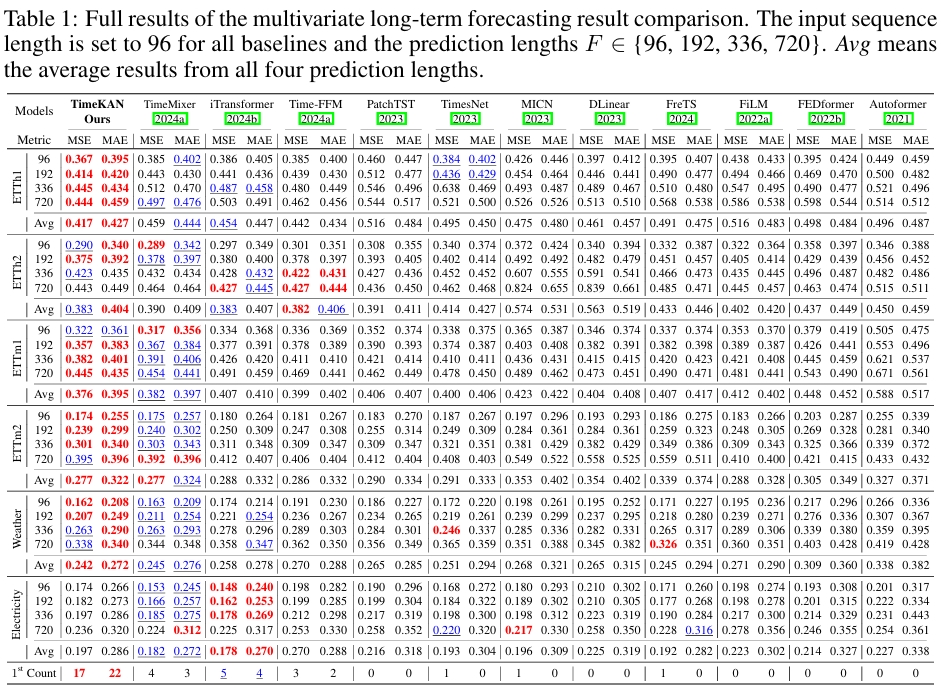 Table 1: Full results of the multivariate long-term forecasting result comparison. The input sequence
length is set to 96 for all baselines and the prediction lengths F ∈ {96, 192, 336, 720}. Avg means
the average results from all four prediction lengths.
Models TimeKAN TimeMixer iTransformer Time-FFM PatchTST TimesNet MICN DLinear FreTS FiLM FEDformer Autoformer
Ours 2024a 2024b 2024a 2023 2023 2023 2023 2024 2022a 2022b 2021
Metric MSE MAE MSE MAE MSE MAE MSE MAE MSE MAE MSE MAE MSE MAE MSE MAE MSE MAE MSE MAE MSE MAE MSE MAE
ETTh1
96 0.367 0.395 0.385 0.402 0.386 0.405 0.385 0.400 0.460 0.447 0.384 0.402 0.426 0.446 0.397 0.412 0.395 0.407 0.438 0.433 0.395 0.424 0.449 0.459
192 0.414 0.420 0.443 0.430 0.441 0.436 0.439 0.430 0.512 0.477 0.436 0.429 0.454 0.464 0.446 0.441 0.490 0.477 0.494 0.466 0.469 0.470 0.500 0.482
336 0.445 0.434 0.512 0.470 0.487 0.458 0.480 0.449 0.546 0.496 0.638 0.469 0.493 0.487 0.489 0.467 0.510 0.480 0.547 0.495 0.490 0.477 0.521 0.496
720 0.444 0.459 0.497 0.476 0.503 0.491 0.462 0.456 0.544 0.517 0.521 0.500 0.526 0.526 0.513 0.510 0.568 0.538 0.586 0.538 0.598 0.544 0.514 0.512
Avg 0.417 0.427 0.459 0.444 0.454 0.447 0.442 0.434 0.516 0.484 0.495 0.450 0.475 0.480 0.461 0.457 0.491 0.475 0.516 0.483 0.498 0.484 0.496 0.487
ETTh2
96 0.290 0.340 0.289 0.342 0.297 0.349 0.301 0.351 0.308 0.355 0.340 0.374 0.372 0.424 0.340 0.394 0.332 0.387 0.322 0.364 0.358 0.397 0.346 0.388
192 0.375 0.392 0.378 0.397 0.380 0.400 0.378 0.397 0.393 0.405 0.402 0.414 0.492 0.492 0.482 0.479 0.451 0.457 0.405 0.414 0.429 0.439 0.456 0.452
336 0.423 0.435 0.432 0.434 0.428 0.432 0.422 0.431 0.427 0.436 0.452 0.452 0.607 0.555 0.591 0.541 0.466 0.473 0.435 0.445 0.496 0.487 0.482 0.486
720 0.443 0.449 0.464 0.464 0.427 0.445 0.427 0.444 0.436 0.450 0.462 0.468 0.824 0.655 0.839 0.661 0.485 0.471 0.445 0.457 0.463 0.474 0.515 0.511
Avg 0.383 0.404 0.390 0.409 0.383 0.407 0.382 0.406 0.391 0.411 0.414 0.427 0.574 0.531 0.563 0.519 0.433 0.446 0.402 0.420 0.437 0.449 0.450 0.459
ETTm1
96 0.322 0.361 0.317 0.356 0.334 0.368 0.336 0.369 0.352 0.374 0.338 0.375 0.365 0.387 0.346 0.374 0.337 0.374 0.353 0.370 0.379 0.419 0.505 0.475
192 0.357 0.383 0.367 0.384 0.377 0.391 0.378 0.389 0.390 0.393 0.374 0.387 0.403 0.408 0.382 0.391 0.382 0.398 0.389 0.387 0.426 0.441 0.553 0.496
336 0.382 0.401 0.391 0.406 0.426 0.420 0.411 0.410 0.421 0.414 0.410 0.411 0.436 0.431 0.415 0.415 0.420 0.423 0.421 0.408 0.445 0.459 0.621 0.537
720 0.445 0.435 0.454 0.441 0.491 0.459 0.469 0.441 0.462 0.449 0.478 0.450 0.489 0.462 0.473 0.451 0.490 0.471 0.481 0.441 0.543 0.490 0.671 0.561
Avg 0.376 0.395 0.382 0.397 0.407 0.410 0.399 0.402 0.406 0.407 0.400 0.406 0.423 0.422 0.404 0.408 0.407 0.417 0.412 0.402 0.448 0.452 0.588 0.517
ETTm2
96 0.174 0.255 0.175 0.257 0.180 0.264 0.181 0.267 0.183 0.270 0.187 0.267 0.197 0.296 0.193 0.293 0.186 0.275 0.183 0.266 0.203 0.287 0.255 0.339
192 0.239 0.299 0.240 0.302 0.250 0.309 0.247 0.308 0.255 0.314 0.249 0.309 0.284 0.361 0.284 0.361 0.259 0.323 0.248 0.305 0.269 0.328 0.281 0.340
336 0.301 0.340 0.303 0.343 0.311 0.348 0.309 0.347 0.309 0.347 0.321 0.351 0.381 0.429 0.382 0.429 0.349 0.386 0.309 0.343 0.325 0.366 0.339 0.372
720 0.395 0.396 0.392 0.396 0.412 0.407 0.406 0.404 0.412 0.404 0.408 0.403 0.549 0.522 0.558 0.525 0.559 0.511 0.410 0.400 0.421 0.415 0.433 0.432
Avg 0.277 0.322 0.277 0.324 0.288 0.332 0.286 0.332 0.290 0.334 0.291 0.333 0.353 0.402 0.354 0.402 0.339 0.374 0.288 0.328 0.305 0.349 0.327 0.371
Weather
96 0.162 0.208 0.163 0.209 0.174 0.214 0.191 0.230 0.186 0.227 0.172 0.220 0.198 0.261 0.195 0.252 0.171 0.227 0.195 0.236 0.217 0.296 0.266 0.336
192 0.207 0.249 0.211 0.254 0.221 0.254 0.236 0.267 0.234 0.265 0.219 0.261 0.239 0.299 0.237 0.295 0.218 0.280 0.239 0.271 0.276 0.336 0.307 0.367
336 0.263 0.290 0.263 0.293 0.278 0.296 0.289 0.303 0.284 0.301 0.246 0.337 0.285 0.336 0.282 0.331 0.265 0.317 0.289 0.306 0.339 0.380 0.359 0.395
720 0.338 0.340 0.344 0.348 0.358 0.347 0.362 0.350 0.356 0.349 0.365 0.359 0.351 0.388 0.345 0.382 0.326 0.351 0.360 0.351 0.403 0.428 0.419 0.428
Avg 0.242 0.272 0.245 0.276 0.258 0.278 0.270 0.288 0.265 0.285 0.251 0.294 0.268 0.321 0.265 0.315 0.245 0.294 0.271 0.290 0.309 0.360 0.338 0.382
Electricity
96 0.174 0.266 0.153 0.245 0.148 0.240 0.198 0.282 0.190 0.296 0.168 0.272 0.180 0.293 0.210 0.302 0.171 0.260 0.198 0.274 0.193 0.308 0.201 0.317
192 0.182 0.273 0.166 0.257 0.162 0.253 0.199 0.285 0.199 0.304 0.184 0.322 0.189 0.302 0.210 0.305 0.177 0.268 0.198 0.278 0.201 0.315 0.222 0.334
336 0.197 0.286 0.185 0.275 0.178 0.269 0.212 0.298 0.217 0.319 0.198 0.300 0.198 0.312 0.223 0.319 0.190 0.284 0.217 0.300 0.214 0.329 0.231 0.443
720 0.236 0.320 0.224 0.312 0.225 0.317 0.253 0.330 0.258 0.352 0.220 0.320 0.217 0.330 0.258 0.350 0.228 0.316 0.278 0.356 0.246 0.355 0.254 0.361
Avg 0.197 0.286 0.182 0.272 0.178 0.270 0.270 0.288 0.216 0.318 0.193 0.304 0.196 0.309 0.225 0.319 0.192 0.282 0.223 0.302 0.214 0.327 0.227 0.338
1st Count 17 22 4 3 5 4 3 2 0 0 1 0 1 0 0 0 1 0 0 0 0 0 0 0